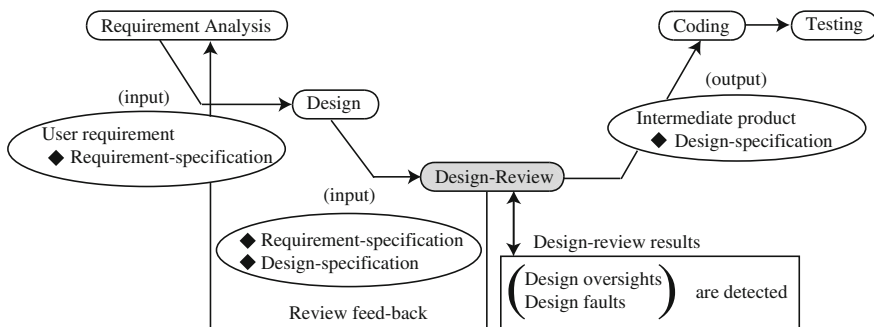 Requirement Analysis
Coding
Testing
(input)
Design
(output)
User requirement
◆ Requirement-specification
Intermediate product
◆ Design-specification
Design-Review
(input)
◆ Requirement-specification
◆ Design-specification
Design-review results
Design oversights
Design faults
are detected
Review feed-back